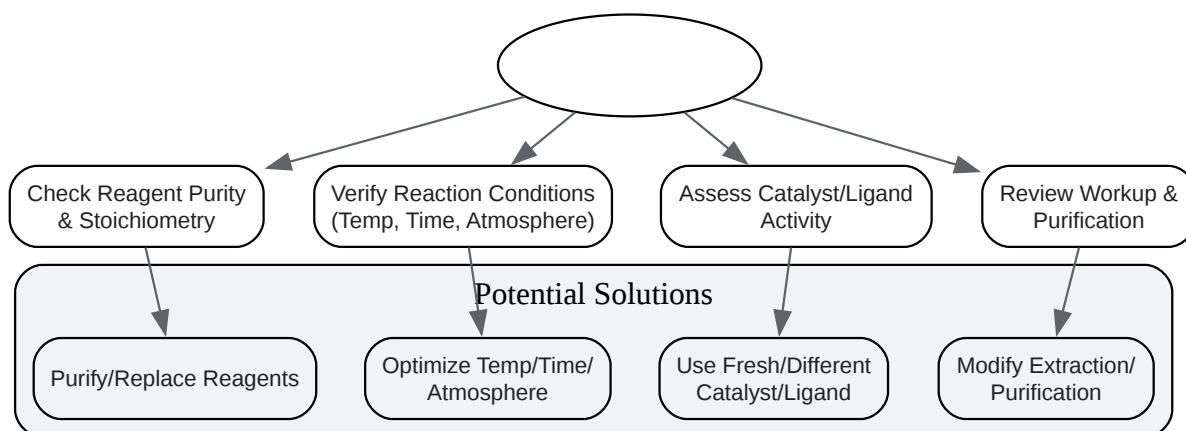 Check Reagent Purity
& Stoichiometry
Verify Reaction Conditions
(Temp, Time, Atmosphere)
Assess Catalyst/Ligand
Activity
Review Workup &
Purification
Potential Solutions
Purify/Replace Reagents
Optimize Temp/Time/
Atmosphere
Use Fresh/Different
Catalyst/Ligand
Modify Extraction/
Purification